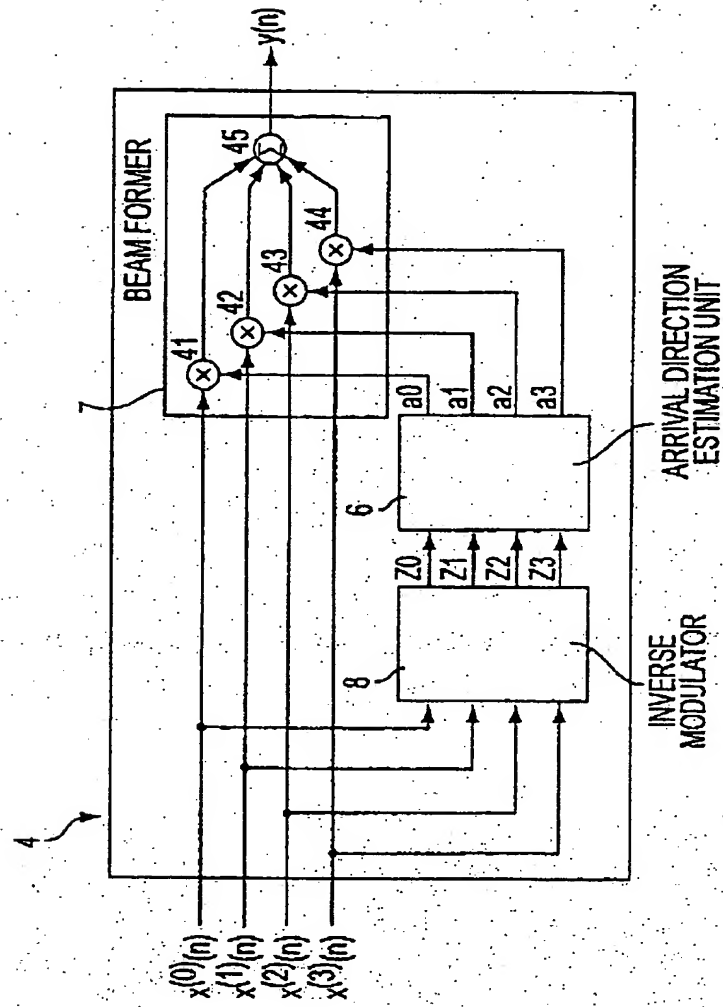 4
7
BEAM FORMER
x(0)(n)
x(1)(n)
x(2)(n)
x(3)(n)
41
42
43
44
45
Σ
y(n)
×
×
×
×
8
Z0
Z1
Z2
Z3
6
a0
a1
a2
a3
INVERSE
MODULATOR
ARRIVAL DIRECTION
ESTIMATION UNIT